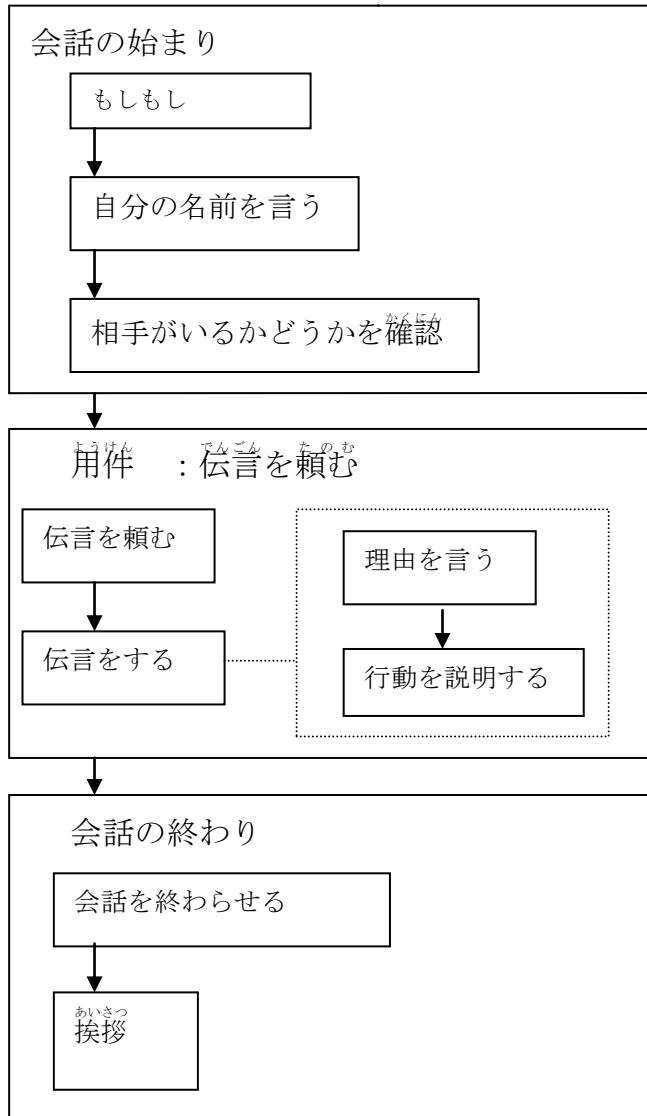 会話の始まり
もしもし
自分の名前を言う
かくにん
相手がいるかどうかを確認
ようけん でんごん たのむ
用件 ：伝言を頼む
伝言を頼む
伝言をする
理由を言う
行動を説明する
会話の終わり
会話を終わらせる
あいさつ
挨拶